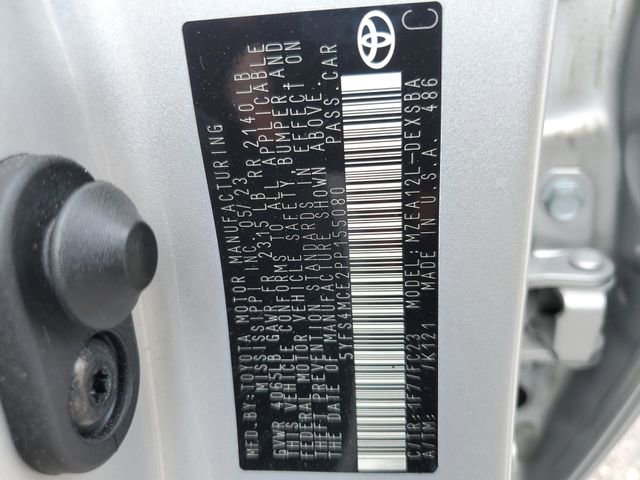 MFD.BY:TOYOTA MOTOR MANUFACTURING
MISSISSIPPI INC. 05/23
GVWR 4065LB GAWR FR 2315 LB RR 2140 LB
THIS VEHICLE CONFORMS TO ALL APPLICABLE
FEDERAL MOTOR VEHICLE SAFETY, BUMPER AND
THEFT PREVENTION STANDARDS IN EFFECT ON
THE DATE OF MANUFACTURE SHOWN ABOVE.
5YFS4MCE2PP155080 PASS.CAR
C/TR:1F7/FC23 MODEL:MZEA12L-DEXSBA
A/TM: /K121 MADE IN U.S.A. 486
C